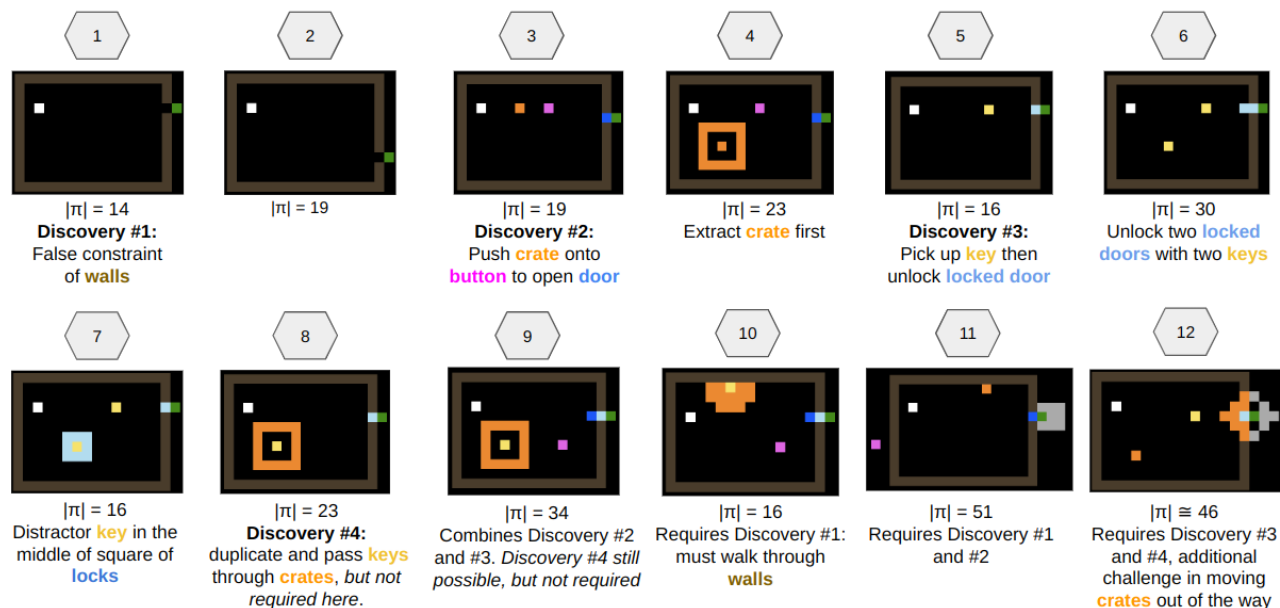 1
2
3
4
5
6
|π| = 14
Discovery #1:
False constraint
of walls
|π| = 19
|π| = 19
Discovery #2:
Push crate onto
button to open door
|π| = 23
Extract crate first
|π| = 16
Discovery #3:
Pick up key then
unlock locked door
|π| = 30
Unlock two locked
doors with two keys
7
8
9
10
11
12
|π| = 16
Distractor key in the
middle of square of
locks
|π| = 23
Discovery #4:
duplicate and pass keys
through crates, but not
required here.
|π| = 34
Combines Discovery #2
and #3. Discovery #4 still
possible, but not required
|π| = 16
Requires Discovery #1:
must walk through
walls
|π| = 51
Requires Discovery #1
and #2
|π| ≅ 46
Requires Discovery #3
and #4, additional
challenge in moving
crates out of the way